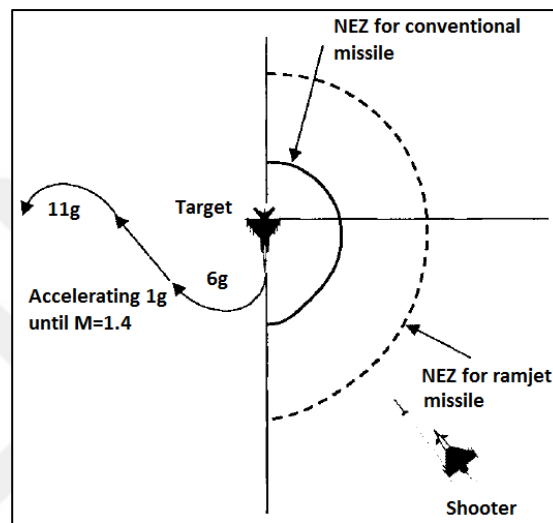 NEZ for conventional
missile
Target
11g
6g
Accelerating 1g
until M=1.4
NEZ for ramjet
missile
Shooter